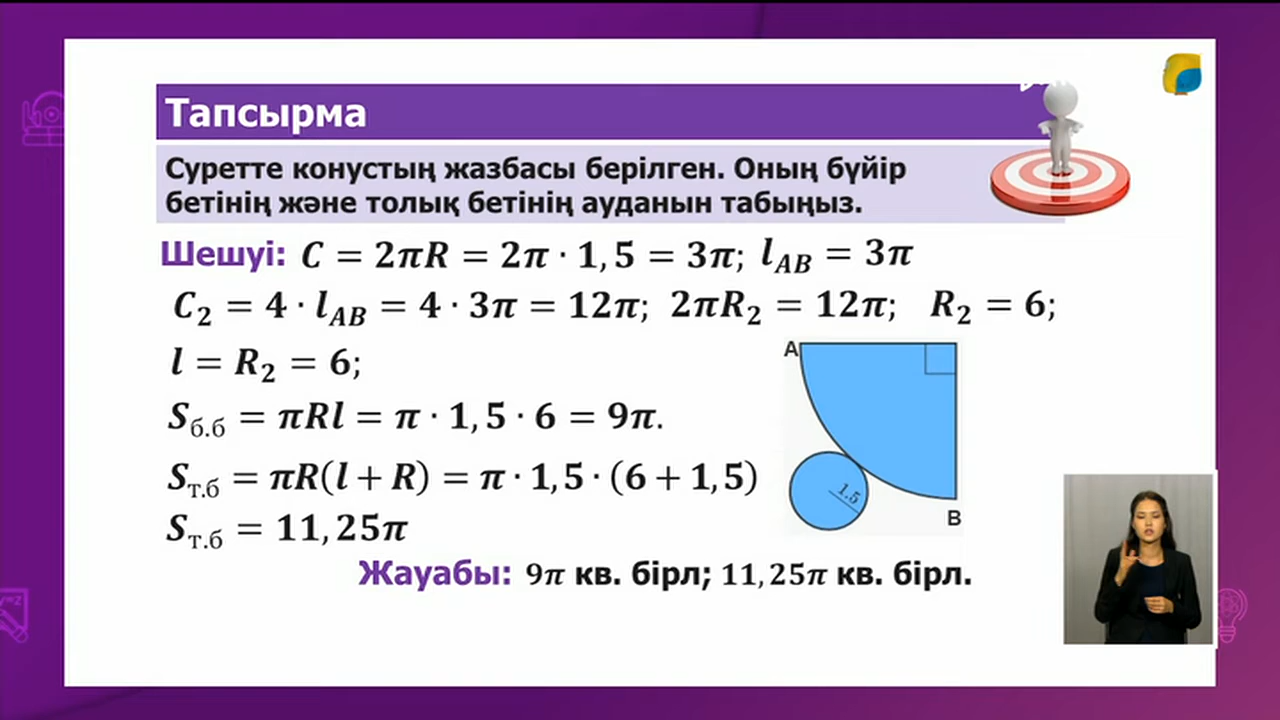 Тапсырма
Суретте конустың жазбасы берілген. Оның бүйір
бетінің және толық бетінің ауданын табыңыз.
Шешуі: C = 2πR = 2π · 1,5 = 3π; l_AB = 3π
C₂ = 4 · l_AB = 4 · 3π = 12π; 2πR₂ = 12π; R₂ = 6;
l = R₂ = 6;
S_б.б = πRl = π · 1,5 · 6 = 9π.
S_т.б = πR(l + R) = π · 1,5 · (6 + 1,5)
S_т.б = 11,25π
A
1.5
B
Жауабы: 9π кв. бірл; 11,25π кв. бірл.